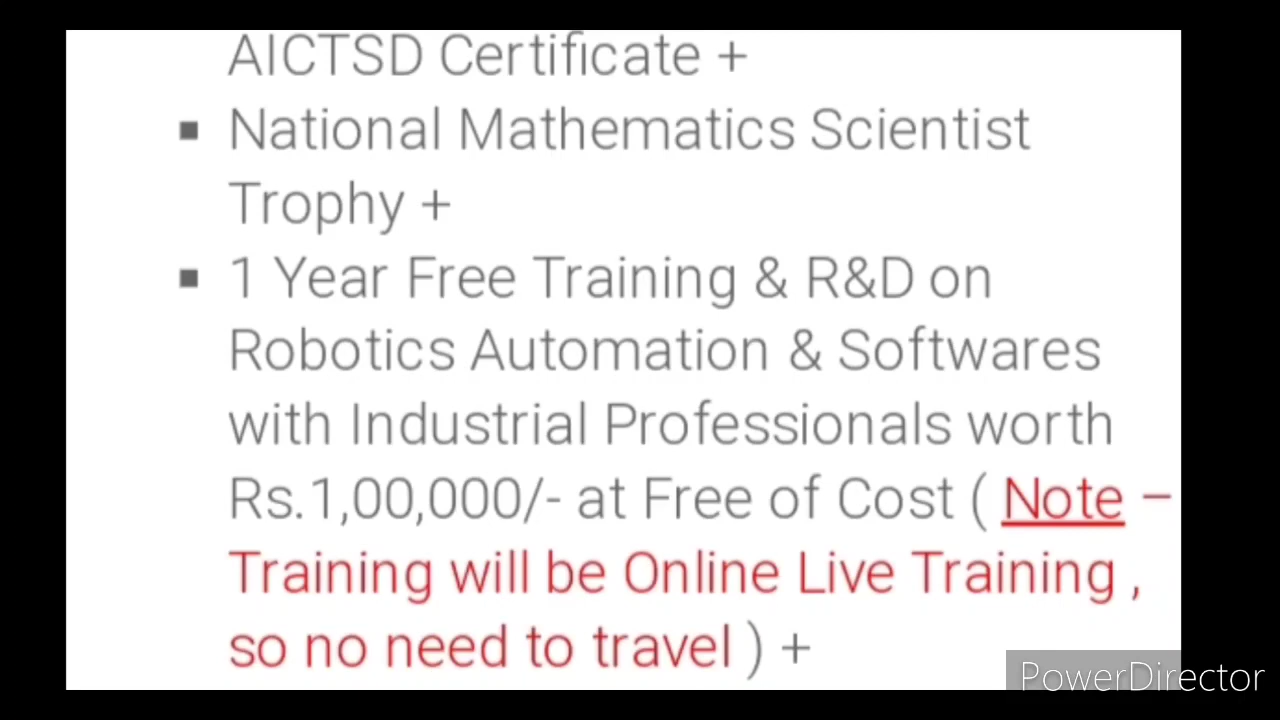 AICTSD Certificate +
▪ National Mathematics Scientist
Trophy +
▪ 1 Year Free Training & R&D on
Robotics Automation & Softwares
with Industrial Professionals worth
Rs.1,00,000/- at Free of Cost ( Note –
Training will be Online Live Training ,
so no need to travel ) +
PowerDirector